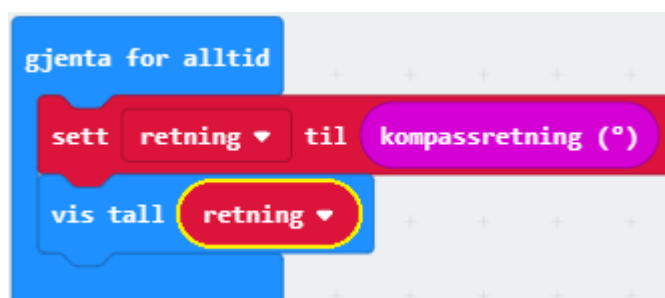 gjenta for alltid
sett retning til kompassretning (°)
vis tall retning